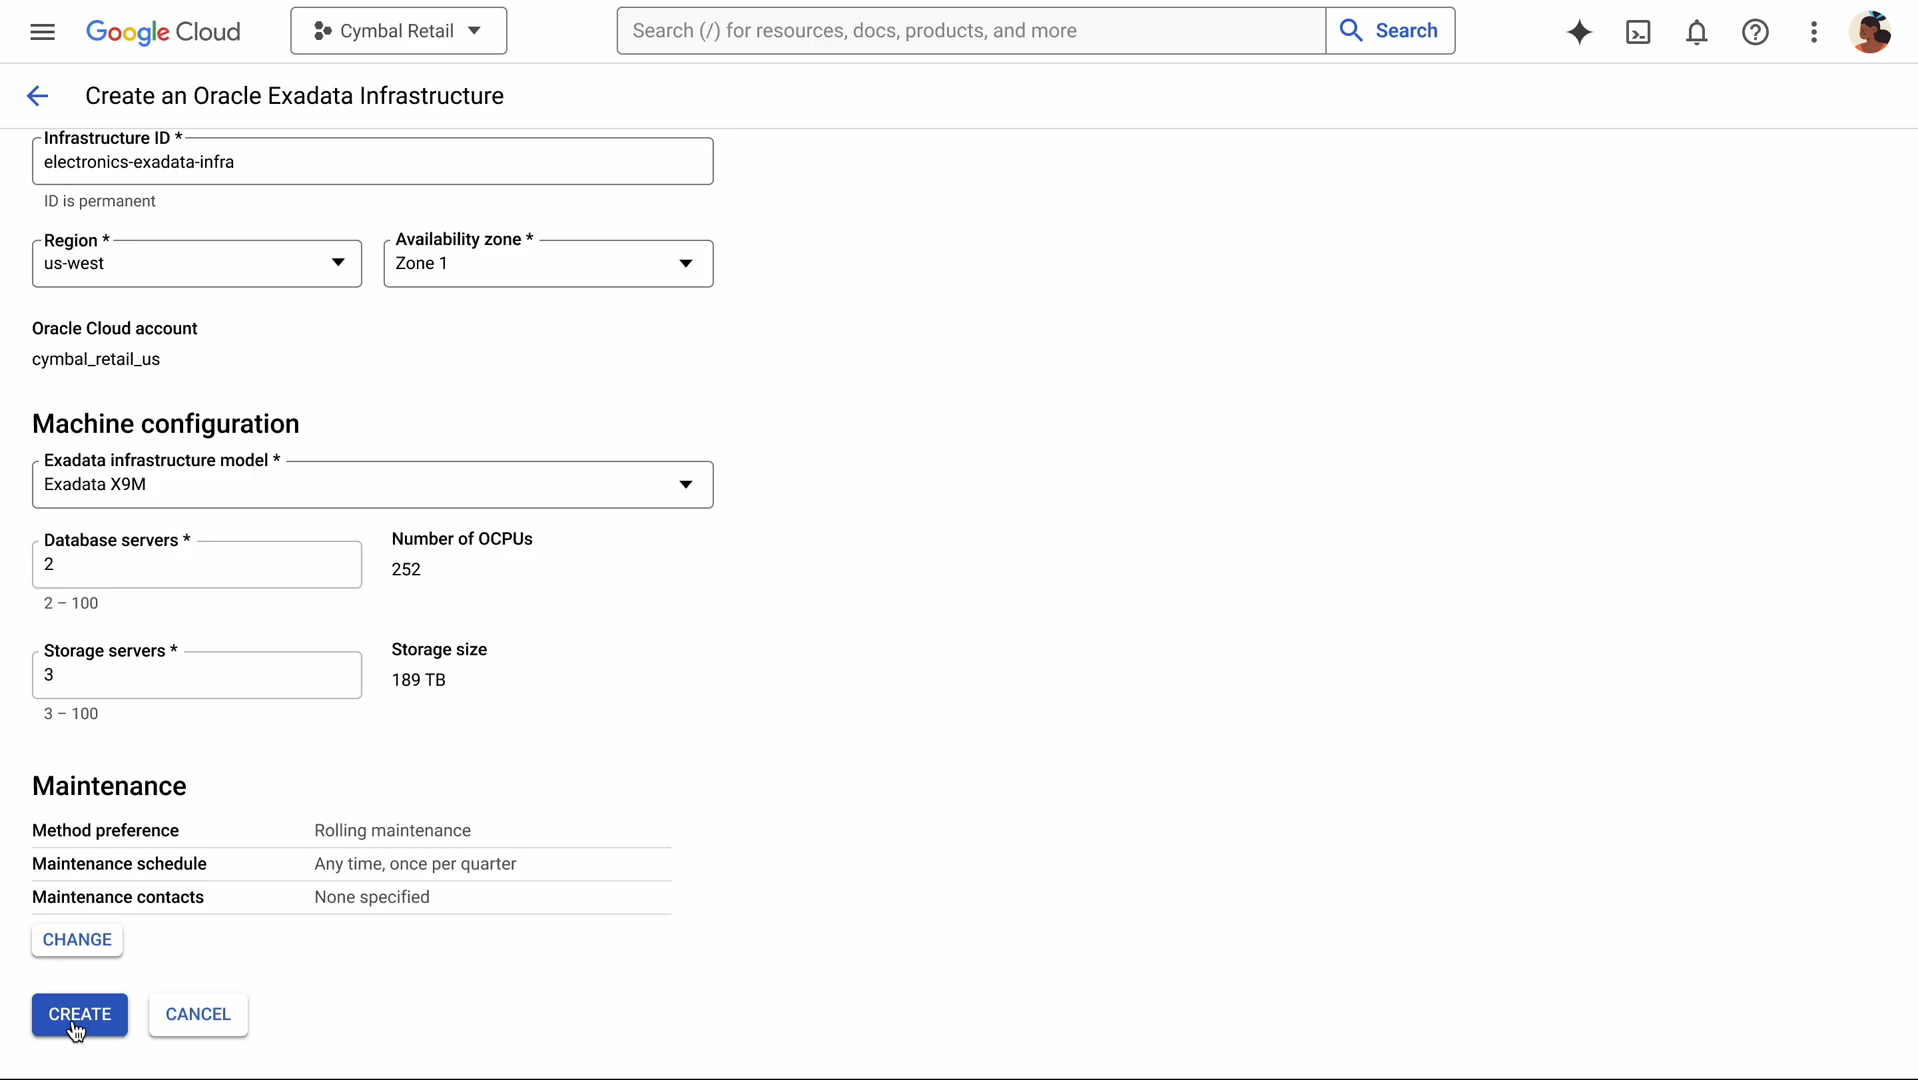 Google Cloud
Cymbal Retail
Search (/) for resources, docs, products, and more
Search
Create an Oracle Exadata Infrastructure
Infrastructure ID *
electronics-exadata-infra
ID is permanent
Region *
us-west
Availability zone *
Zone 1
Oracle Cloud account
cymbal_retail_us
Machine configuration
Exadata infrastructure model *
Exadata X9M
Database servers *
2
2 – 100
Number of OCPUs
252
Storage servers *
3
3 – 100
Storage size
189 TB
Maintenance
Method preference Rolling maintenance
Maintenance schedule Any time, once per quarter
Maintenance contacts None specified
CHANGE
CREATE
CANCEL